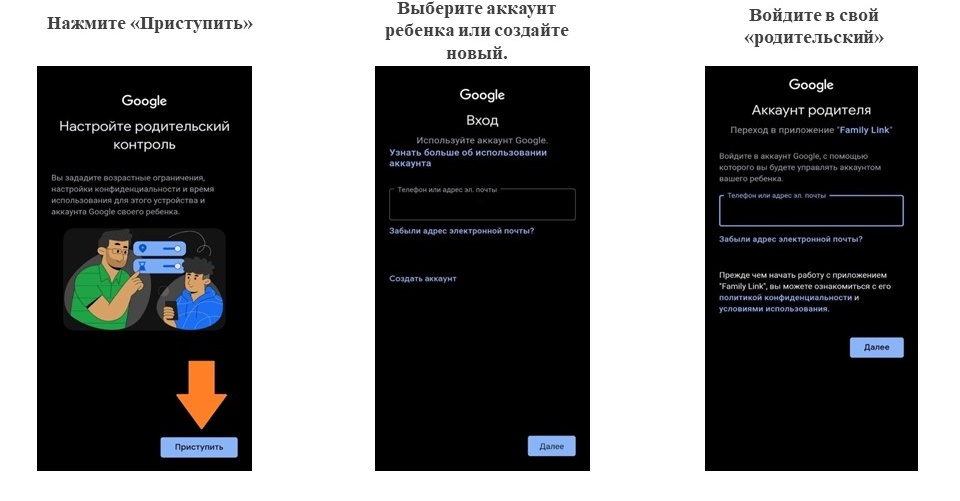 Нажмите «Приступить»
Выберите аккаунт
ребенка или создайте
новый.
Войдите в свой
«родительский»
Google
Настройте родительский
контроль
Вы зададите возрастные ограничения,
настройки конфиденциальности и время
использования для этого устройства и
аккаунта Google своего ребенка.
Приступить
Google
Вход
Используйте аккаунт Google.
Узнать больше об использовании
аккаунта
Телефон или адрес эл. почты
Забыли адрес электронной почты?
Создать аккаунт
Далее
Google
Аккаунт родителя
Переход в приложение "Family Link"
Войдите в аккаунт Google, с помощью
которого вы будете управлять аккаунтом
вашего ребенка.
Телефон или адрес эл. почты
Забыли адрес электронной почты?
Прежде чем начать работу с приложением
"Family Link", вы можете ознакомиться с его
политикой конфиденциальности и
условиями использования.
Далее